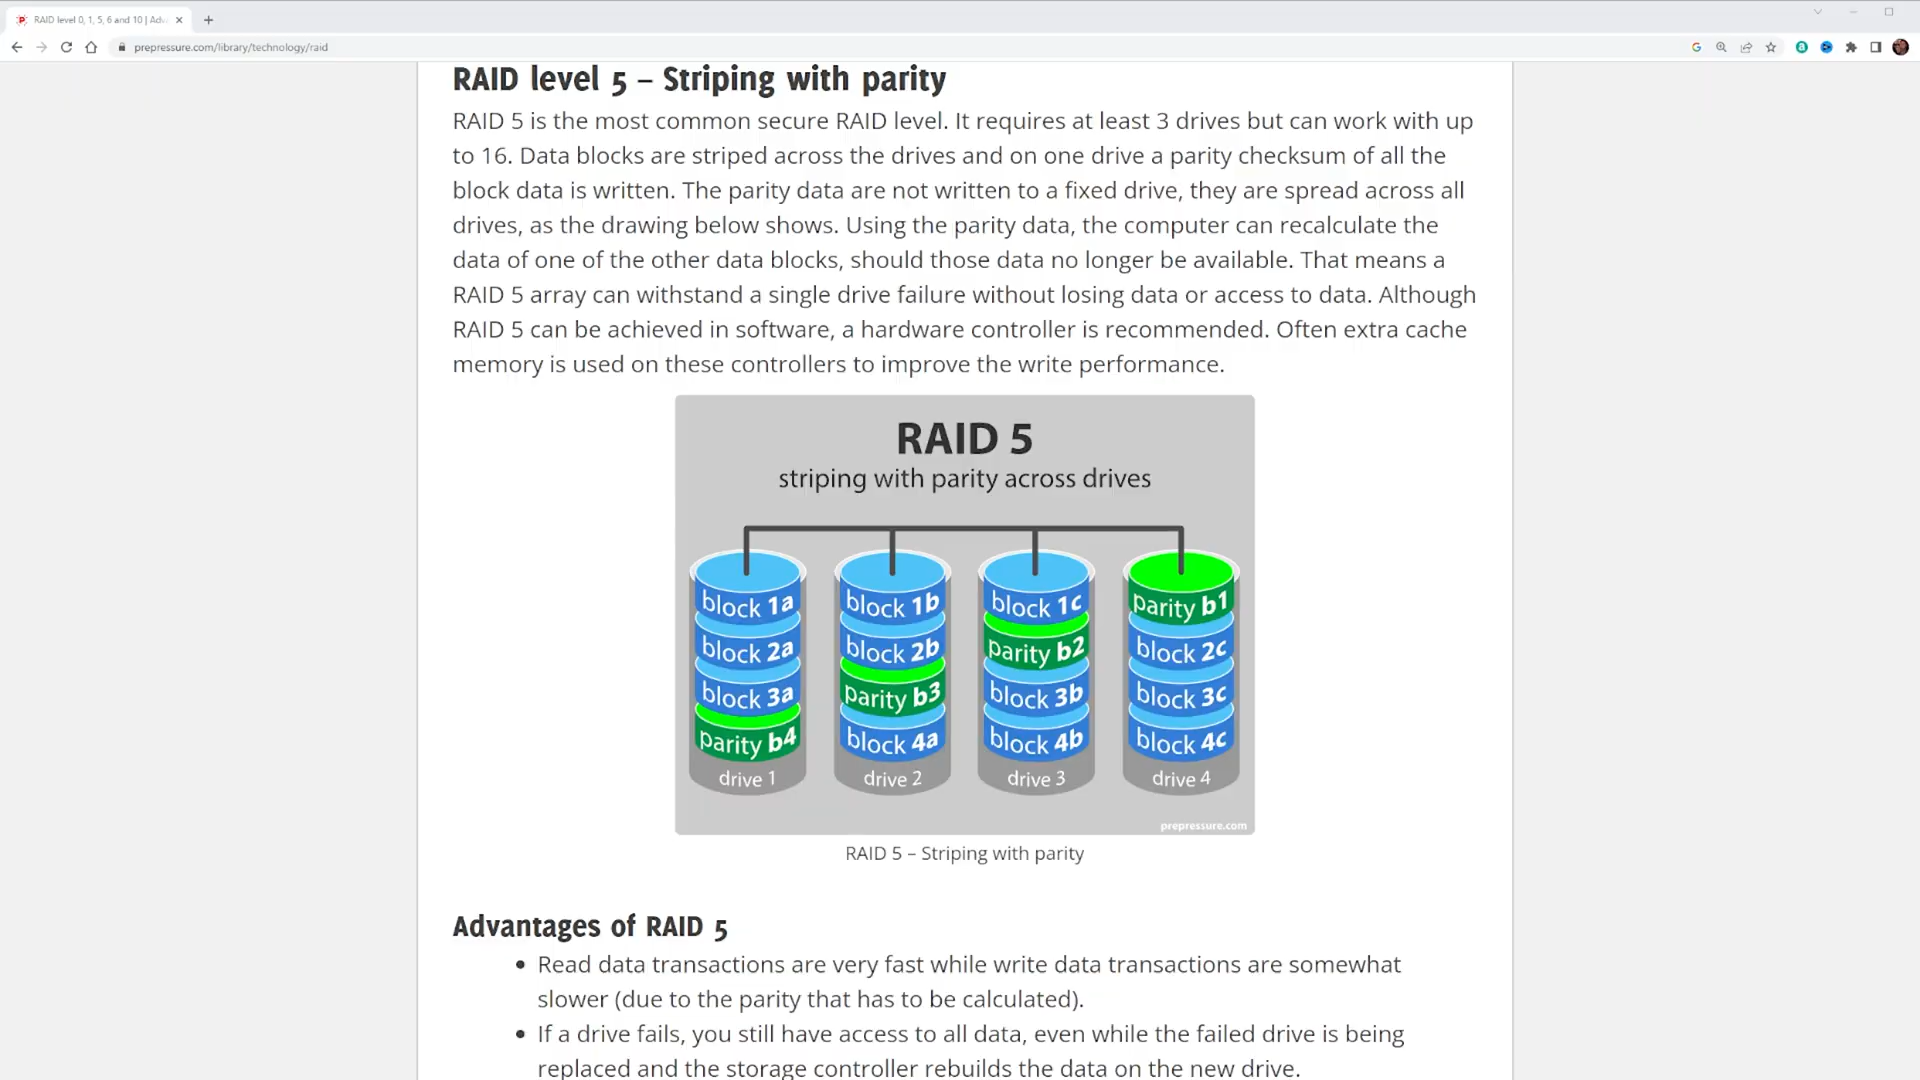 RAID level 0, 1, 5, 6 and 10 | Adv
prepressure.com/library/technology/raid
RAID level 5 – Striping with parity
RAID 5 is the most common secure RAID level. It requires at least 3 drives but can work with up
to 16. Data blocks are striped across the drives and on one drive a parity checksum of all the
block data is written. The parity data are not written to a fixed drive, they are spread across all
drives, as the drawing below shows. Using the parity data, the computer can recalculate the
data of one of the other data blocks, should those data no longer be available. That means a
RAID 5 array can withstand a single drive failure without losing data or access to data. Although
RAID 5 can be achieved in software, a hardware controller is recommended. Often extra cache
memory is used on these controllers to improve the write performance.
RAID 5
striping with parity across drives
block 1a block 1b block 1c parity b1
block 2a block 2b parity b2 block 2c
block 3a parity b3 block 3b block 3c
parity b4 block 4a block 4b block 4c
drive 1 drive 2 drive 3 drive 4
prepressure.com
RAID 5 – Striping with parity
Advantages of RAID 5
• Read data transactions are very fast while write data transactions are somewhat
slower (due to the parity that has to be calculated).
• If a drive fails, you still have access to all data, even while the failed drive is being
replaced and the storage controller rebuilds the data on the new drive.